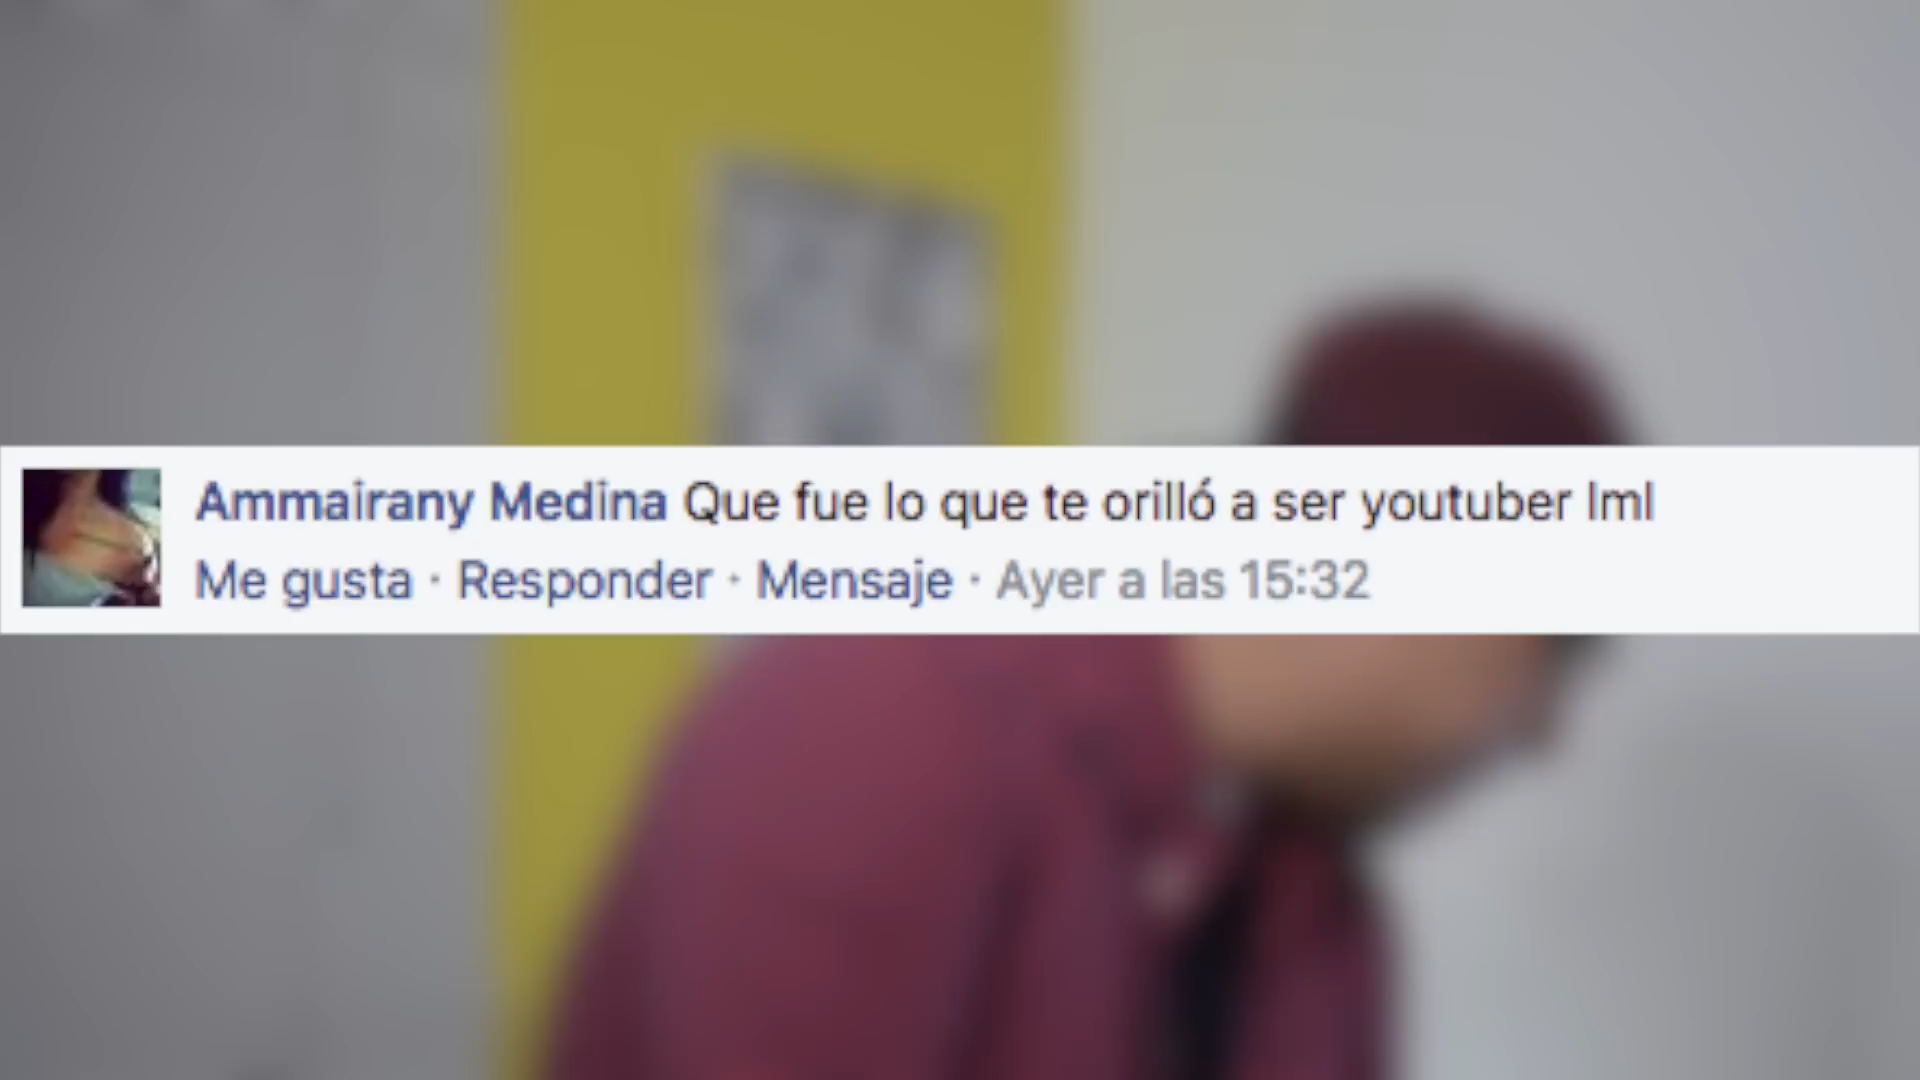 Ammairany Medina Que fue lo que te orilló a ser youtuber lml
Me gusta · Responder · Mensaje · Ayer a las 15:32